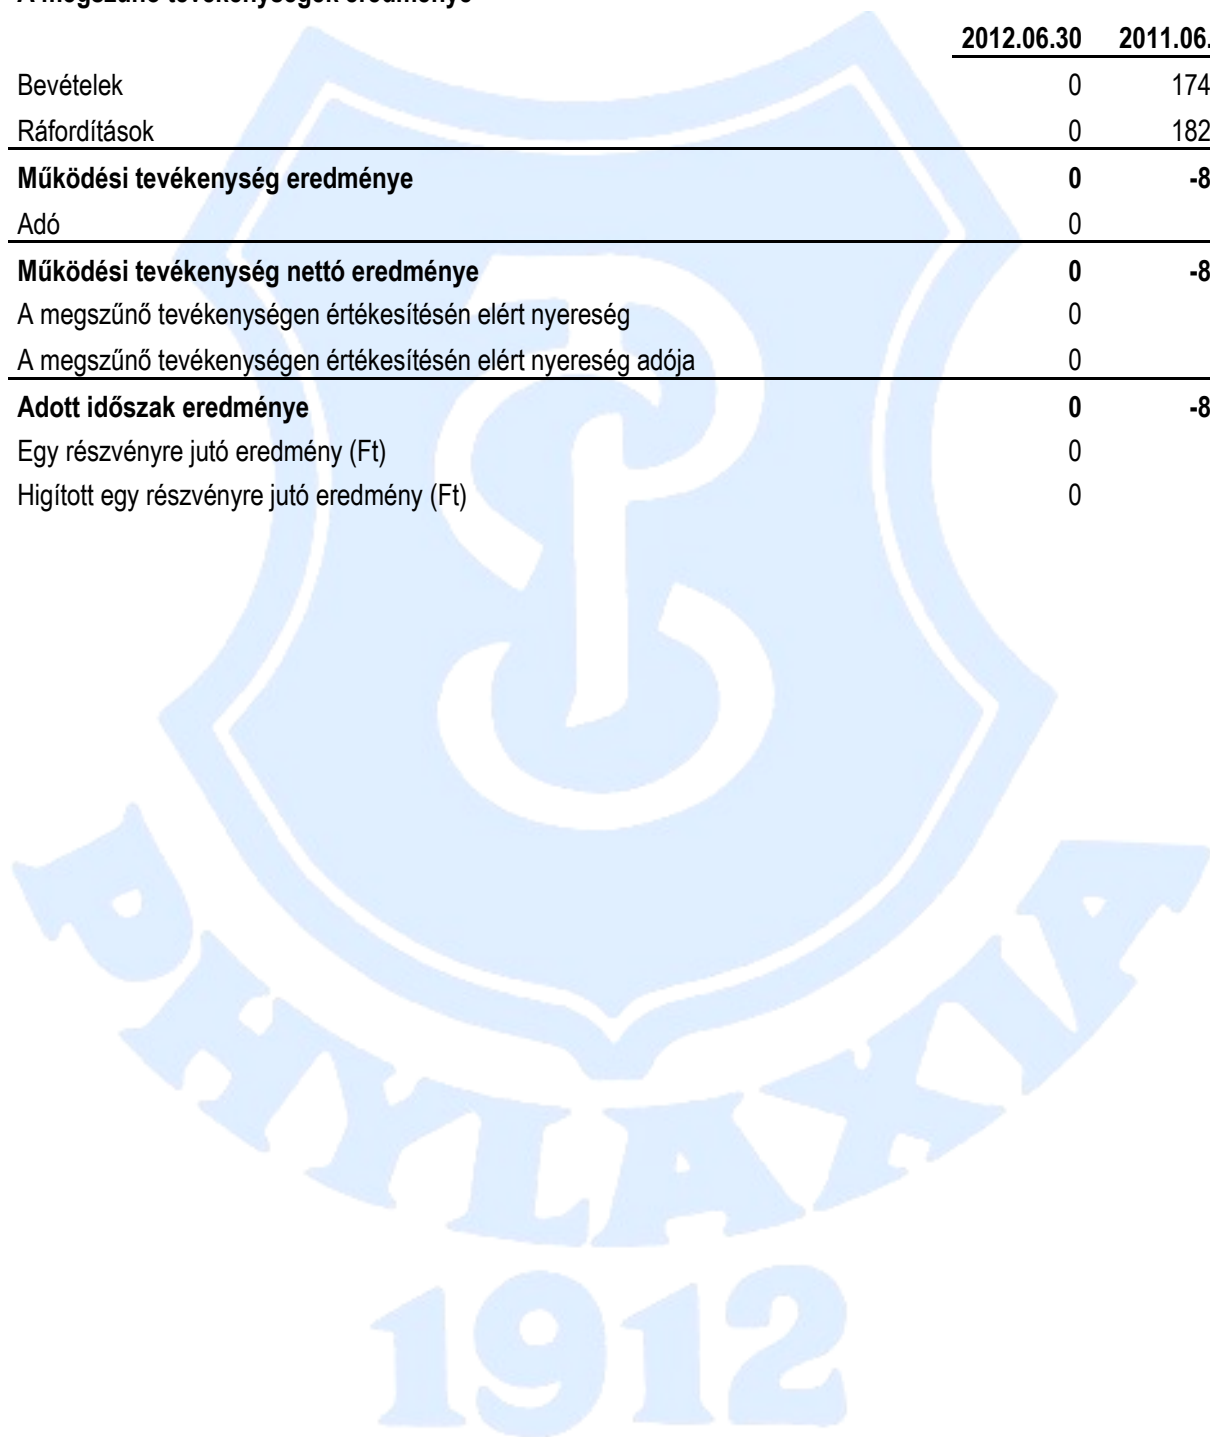 A megszűnő tevékenységek eredménye
2012.06.30 2011.06.
Bevételek 0 174
Ráfordítások 0 182
Működési tevékenység eredménye 0 -8
Adó 0
Működési tevékenység nettó eredménye 0 -8
A megszűnő tevékenységen értékesítésén elért nyereség 0
A megszűnő tevékenységen értékesítésén elért nyereség adója 0
Adott időszak eredménye 0 -8
Egy részvényre jutó eredmény (Ft) 0
Higított egy részvényre jutó eredmény (Ft) 0
PHYLAXIA
1912